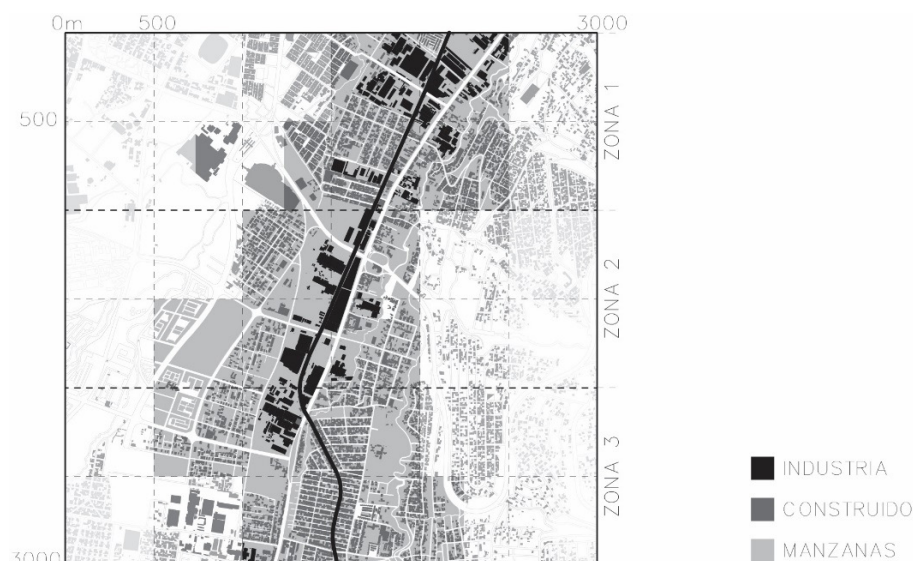 0m 500 3000
500
ZONA 1
ZONA 2
ZONA 3
3000
INDUSTRIA
CONSTRUIDO
MANZANAS